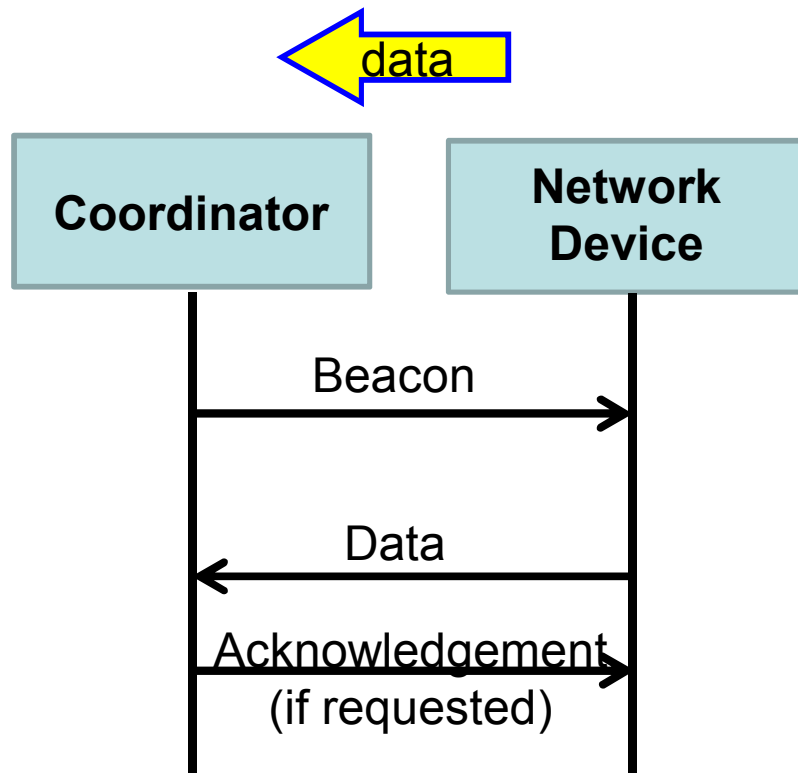 data
Coordinator
Network
Device
Beacon
Data
Acknowledgement
(if requested)